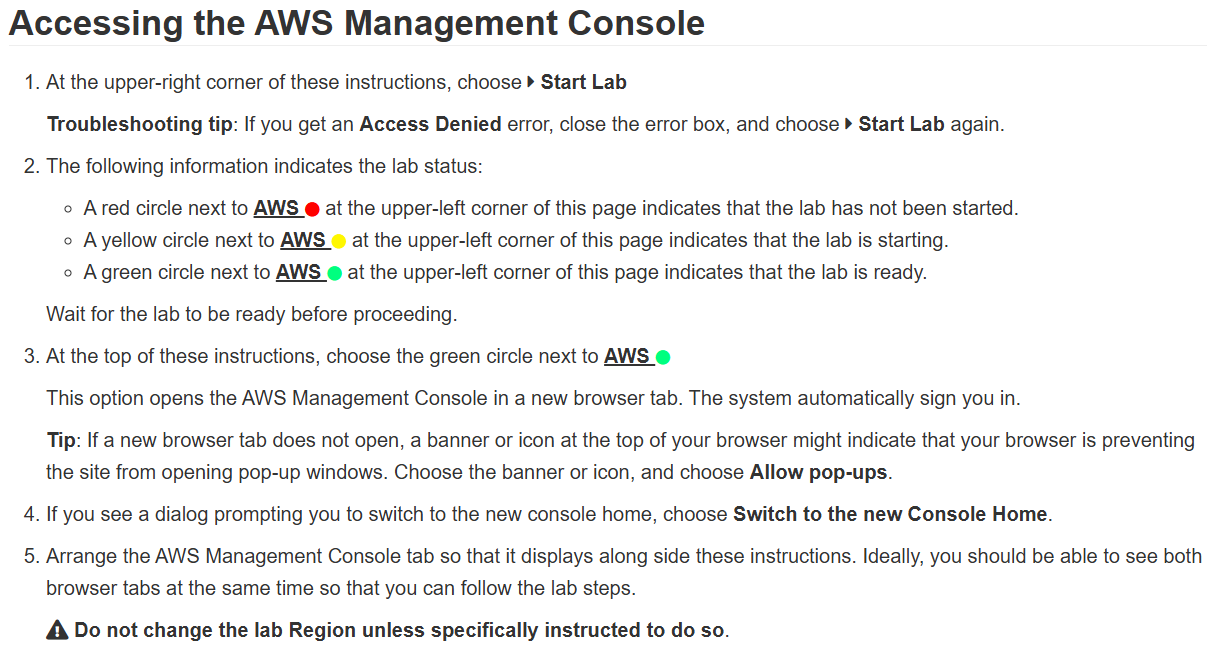 Accessing the AWS Management Console
1. At the upper-right corner of these instructions, choose Start Lab
Troubleshooting tip: If you get an Access Denied error, close the error box, and choose Start Lab again.
2. The following information indicates the lab status:
A red circle next to AWS at the upper-left corner of this page indicates that the lab has not been started.
A yellow circle next to AWS at the upper-left corner of this page indicates that the lab is starting.
A green circle next to AWS at the upper-left corner of this page indicates that the lab is ready.
Wait for the lab to be ready before proceeding.
3. At the top of these instructions, choose the green circle next to AWS
This option opens the AWS Management Console in a new browser tab. The system automatically sign you in.
Tip: If a new browser tab does not open, a banner or icon at the top of your browser might indicate that your browser is preventing
the site from opening pop-up windows. Choose the banner or icon, and choose Allow pop-ups.
4. If you see a dialog prompting you to switch to the new console home, choose Switch to the new Console Home.
5. Arrange the AWS Management Console tab so that it displays along side these instructions. Ideally, you should be able to see both
browser tabs at the same time so that you can follow the lab steps.
Do not change the lab Region unless specifically instructed to do so.